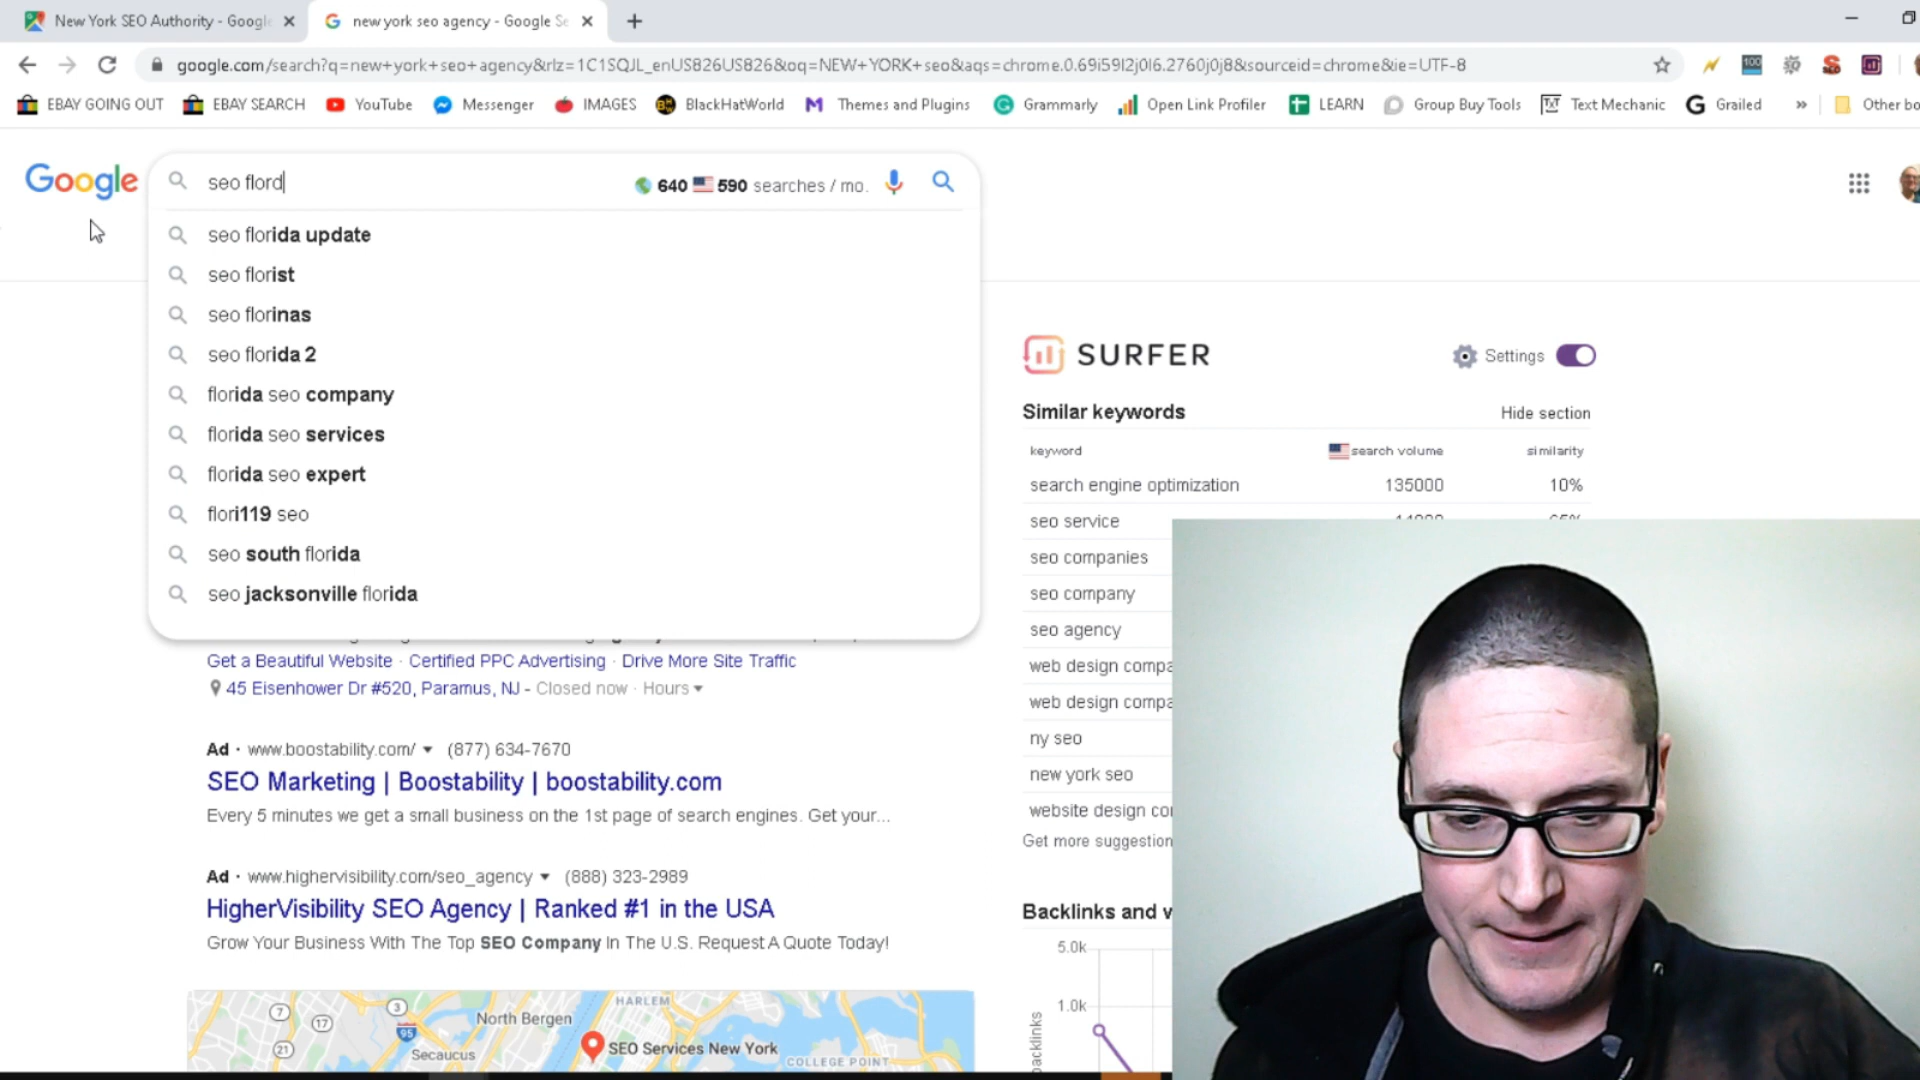 New York SEO Authority - Google
new york seo agency - Google Se
google.com/search?q=new+york+seo+agency&rlz=1C1SQJL_enUS826US826&oq=NEW+YORK+seo&aqs=chrome.0.69i59l2j0l6.2760j0j8&sourceid=chrome&ie=UTF-8
100
EBAY GOING OUT
EBAY SEARCH
YouTube
Messenger
IMAGES
BlackHatWorld
Themes and Plugins
Grammarly
Open Link Profiler
LEARN
Group Buy Tools
Text Mechanic
Grailed
»
Other bo
Google
seo flord
640 590 searches / mo.
seo florida update
seo florist
seo florinas
seo florida 2
florida seo company
florida seo services
florida seo expert
flori119 seo
seo south florida
seo jacksonville florida
Get a Beautiful Website · Certified PPC Advertising · Drive More Site Traffic
45 Eisenhower Dr #520, Paramus, NJ - Closed now · Hours
Ad · www.boostability.com/ (877) 634-7670
SEO Marketing | Boostability | boostability.com
Every 5 minutes we get a small business on the 1st page of search engines. Get your...
Ad · www.highervisibility.com/seo_agency (888) 323-2989
HigherVisibility SEO Agency | Ranked #1 in the USA
Grow Your Business With The Top SEO Company In The U.S. Request A Quote Today!
HARLEM
7
3
17
95
21
North Bergen
Secaucus
SEO Services New York
COLLEGE POINT
SURFER
Settings
Similar keywords
Hide section
keyword search volume similarity
search engine optimization 135000 10%
seo service
seo companies
seo company
seo agency
web design compa
web design compa
ny seo
new york seo
website design co
Get more suggestion
Backlinks and
5.0k
1.0k
backlinks